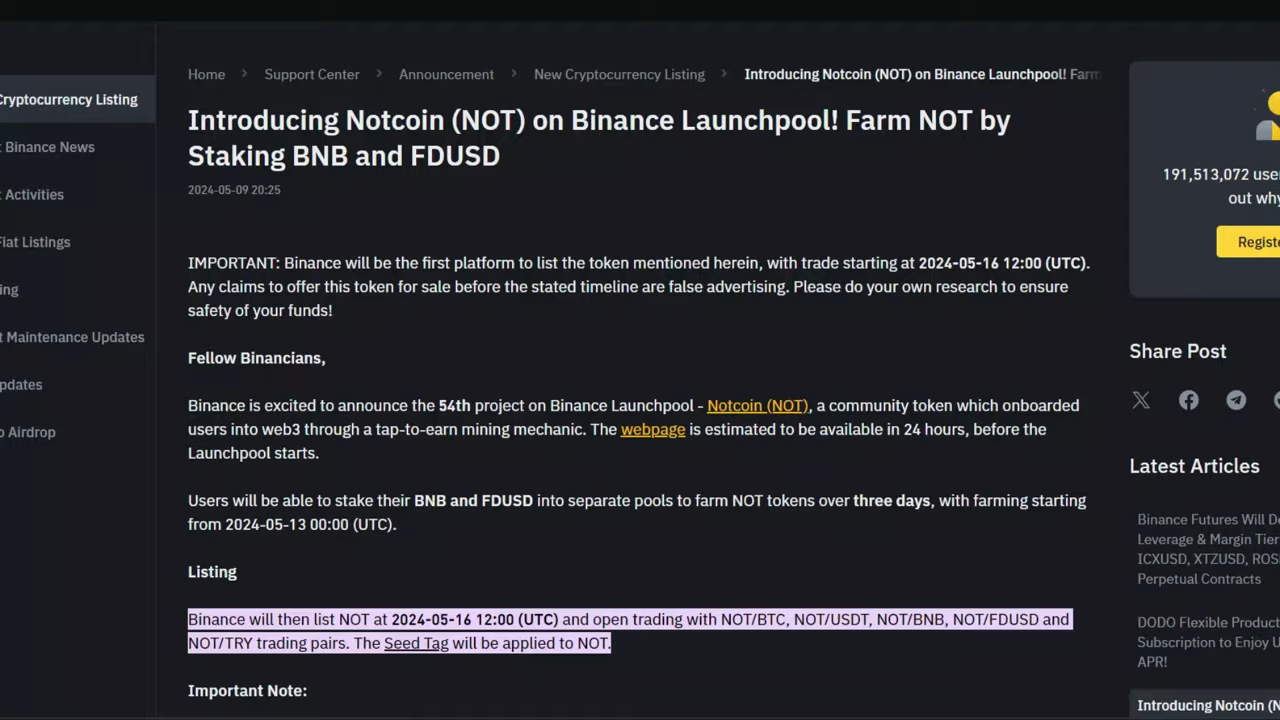 Home > Support Center > Announcement > New Cryptocurrency Listing > Introducing Notcoin (NOT) on Binance Launchpool! Farm
Cryptocurrency Listing
Binance News
Activities
Fiat Listings
Maintenance Updates
Airdrop
Introducing Notcoin (NOT) on Binance Launchpool! Farm NOT by
Staking BNB and FDUSD
2024-05-09 20:25
IMPORTANT: Binance will be the first platform to list the token mentioned herein, with trade starting at 2024-05-16 12:00 (UTC).
Any claims to offer this token for sale before the stated timeline are false advertising. Please do your own research to ensure
safety of your funds!
Fellow Binancians,
Binance is excited to announce the 54th project on Binance Launchpool - Notcoin (NOT), a community token which onboarded
users into web3 through a tap-to-earn mining mechanic. The webpage is estimated to be available in 24 hours, before the
Launchpool starts.
Users will be able to stake their BNB and FDUSD into separate pools to farm NOT tokens over three days, with farming starting
from 2024-05-13 00:00 (UTC).
Listing
Binance will then list NOT at 2024-05-16 12:00 (UTC) and open trading with NOT/BTC, NOT/USDT, NOT/BNB, NOT/FDUSD and
NOT/TRY trading pairs. The Seed Tag will be applied to NOT.
Important Note:
191,513,072 use
out why
Registe
Share Post
Latest Articles
Binance Futures Will
Leverage & Margin Tier
ICXUSD, XTZUSD, ROS
Perpetual Contracts
DODO Flexible Product
Subscription to Enjoy U
APR!
Introducing Notcoin (N